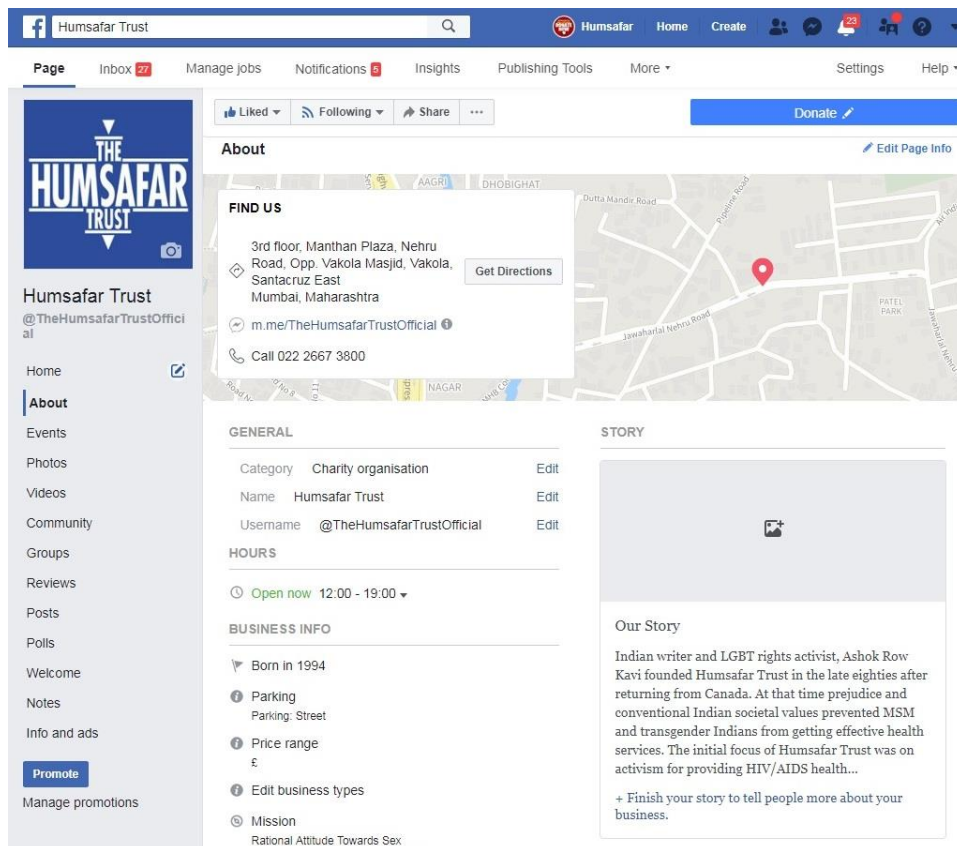 Humsafar Trust
Humsafar Home Create 23
Page Inbox 27 Manage jobs Notifications 5 Insights Publishing Tools More Settings Help
THE
HUMSAFAR
TRUST
Humsafar Trust
@TheHumsafarTrustOffici
al
Home
About
Events
Photos
Videos
Community
Groups
Reviews
Posts
Polls
Welcome
Notes
Info and ads
Promote
Manage promotions
Liked Following Share ... Donate
About Edit Page Info
AAGRI
DHOBIGHAT
Dutta Mandir Road
Pipeline Road
PATEL
PARK
Jawaharlal Nehru Road
NAGAR
FIND US
3rd floor, Manthan Plaza, Nehru
Road, Opp. Vakola Masjid, Vakola,
Santacruz East
Mumbai, Maharashtra
Get Directions
m.me/TheHumsafarTrustOfficial
Call 022 2667 3800
GENERAL
Category Charity organisation Edit
Name Humsafar Trust Edit
Username @TheHumsafarTrustOfficial Edit
HOURS
Open now 12:00 - 19:00
BUSINESS INFO
Born in 1994
Parking
Parking: Street
Price range
£
Edit business types
Mission
Rational Attitude Towards Sex
STORY
Our Story
Indian writer and LGBT rights activist, Ashok Row
Kavi founded Humsafar Trust in the late eighties after
returning from Canada. At that time prejudice and
conventional Indian societal values prevented MSM
and transgender Indians from getting effective health
services. The initial focus of Humsafar Trust was on
activism for providing HIV/AIDS health...
+ Finish your story to tell people more about your
business.